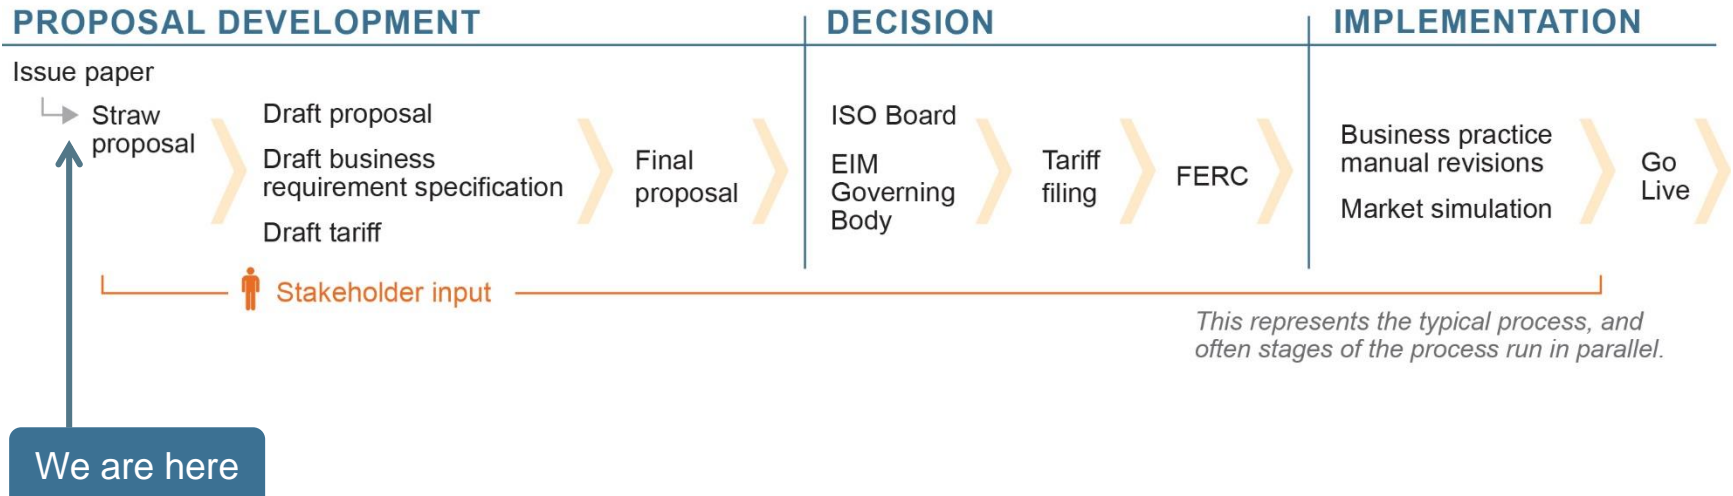 PROPOSAL DEVELOPMENT
DECISION
IMPLEMENTATION
Issue paper
Straw
proposal
Draft proposal
Draft business
requirement specification
Draft tariff
Final
proposal
ISO Board
EIM
Governing
Body
Tariff
filing
FERC
Business practice
manual revisions
Market simulation
Go
Live
Stakeholder input
This represents the typical process, and
often stages of the process run in parallel.
We are here